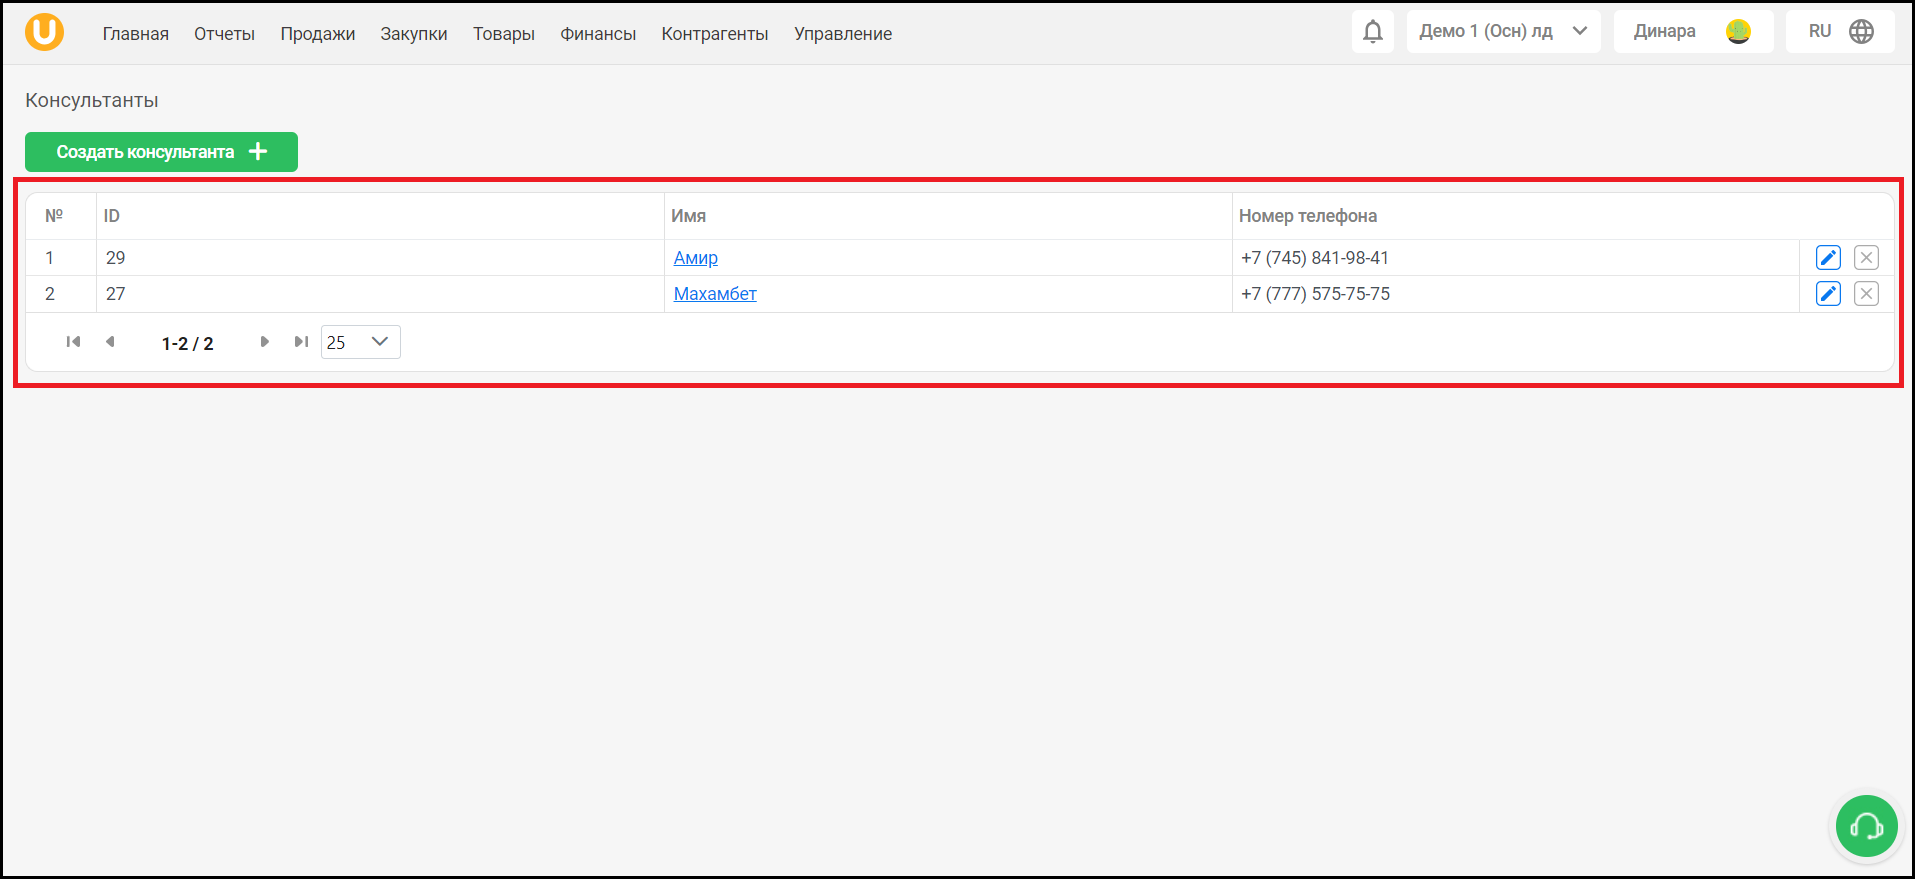 U Главная Отчеты Продажи Закупки Товары Финансы Контрагенты Управление Демо 1 (Осн) лд Динара RU
Консультанты
Создать консультанта
№ ID Имя Номер телефона
1 29 Амир +7 (745) 841-98-41
2 27 Махамбет +7 (777) 575-75-75
1-2 / 2 25